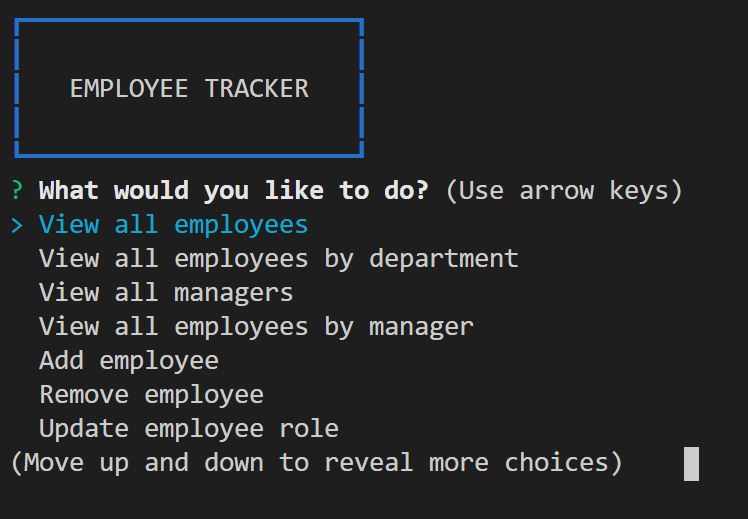 EMPLOYEE TRACKER
? What would you like to do? (Use arrow keys)
> View all employees
View all employees by department
View all managers
View all employees by manager
Add employee
Remove employee
Update employee role
(Move up and down to reveal more choices)